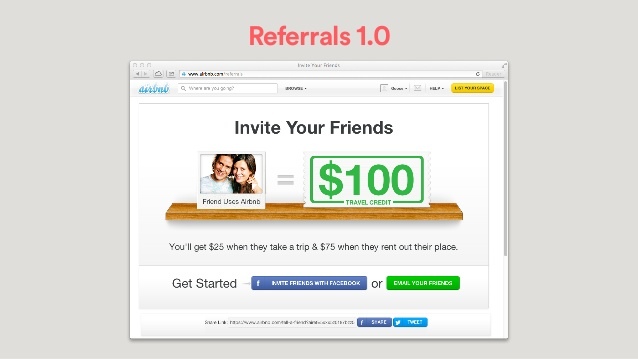 Referrals 1.0
Invite Your Friends
www.airbnb.com/referrals
Reader
airbnb
Where are you going?
BROWSE
HELP
LIST YOUR SPACE
Invite Your Friends
Friend Uses Airbnb
=
$100
TRAVEL CREDIT
You'll get $25 when they take a trip & $75 when they rent out their place.
Get Started
f INVITE FRIENDS WITH FACEBOOK
or
EMAIL YOUR FRIENDS
Share Link:
f SHARE
TWEET